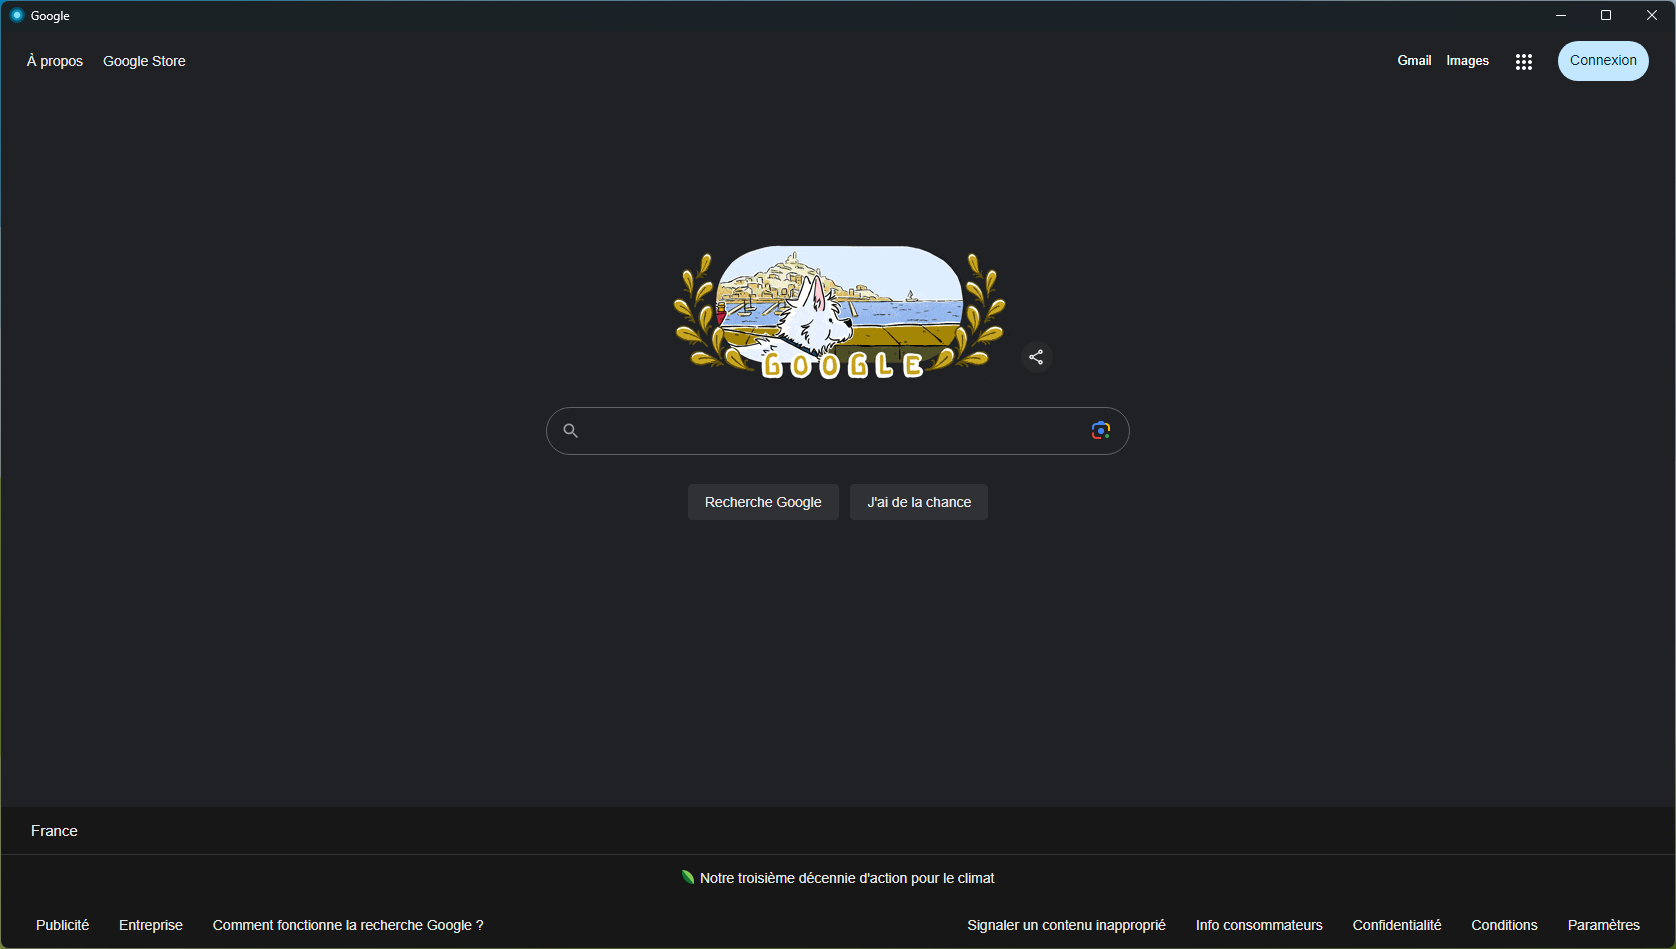 Google
À propos Google Store Gmail Images Connexion
GOOGLE
Recherche Google J'ai de la chance
France
Notre troisième décennie d'action pour le climat
Publicité Entreprise Comment fonctionne la recherche Google ? Signaler un contenu inapproprié Info consommateurs Confidentialité Conditions Paramètres